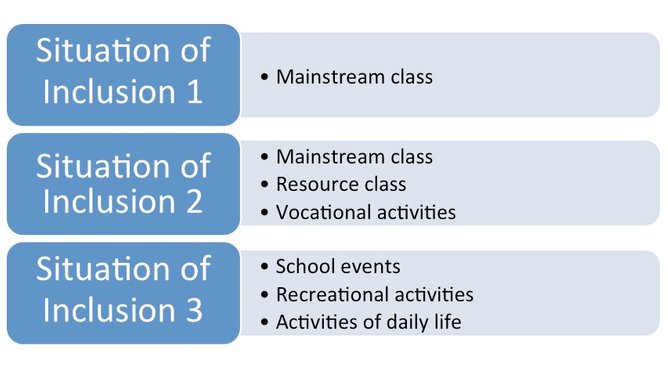 Situation of
Inclusion 1
• Mainstream class
Situation of
Inclusion 2
• Mainstream class
• Resource class
• Vocational activities
Situation of
Inclusion 3
• School events
• Recreational activities
• Activities of daily life